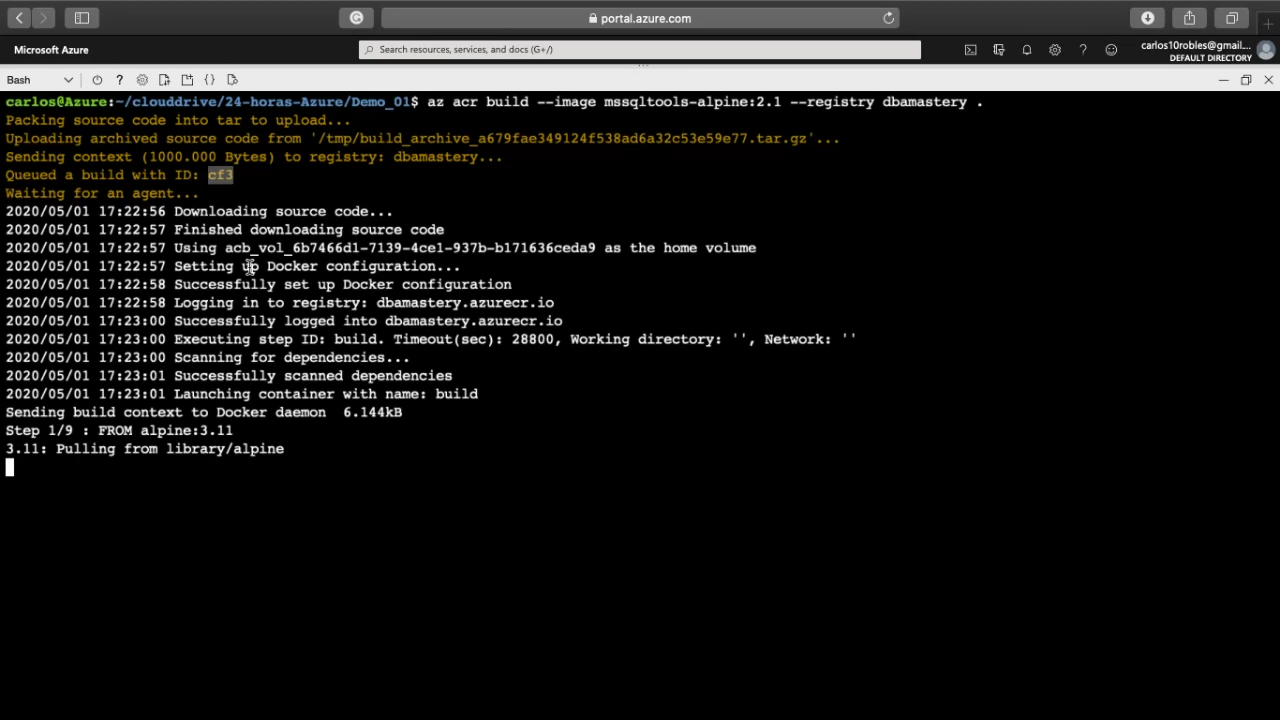 portal.azure.com
Microsoft Azure
Search resources, services, and docs (G+/)
carlos10robles@gmail....
DEFAULT DIRECTORY
Bash
carlos@Azure:~/clouddrive/24-horas-Azure/Demo_01$ az acr build --image mssqltools-alpine:2.1 --registry dbamastery .
Packing source code into tar to upload...
Uploading archived source code from '/tmp/build_archive_a679fae349124f538ad6a32c53e59e77.tar.gz'...
Sending context (1000.000 Bytes) to registry: dbamastery...
Queued a build with ID: cf3
Waiting for an agent...
2020/05/01 17:22:56 Downloading source code...
2020/05/01 17:22:57 Finished downloading source code
2020/05/01 17:22:57 Using acb_vol_6b7466d1-7139-4ce1-937b-b171636ceda9 as the home volume
2020/05/01 17:22:57 Setting up Docker configuration...
2020/05/01 17:22:58 Successfully set up Docker configuration
2020/05/01 17:22:58 Logging in to registry: dbamastery.azurecr.io
2020/05/01 17:23:00 Successfully logged into dbamastery.azurecr.io
2020/05/01 17:23:00 Executing step ID: build. Timeout(sec): 28800, Working directory: '', Network: ''
2020/05/01 17:23:00 Scanning for dependencies...
2020/05/01 17:23:01 Successfully scanned dependencies
2020/05/01 17:23:01 Launching container with name: build
Sending build context to Docker daemon  6.144kB
Step 1/9 : FROM alpine:3.11
3.11: Pulling from library/alpine